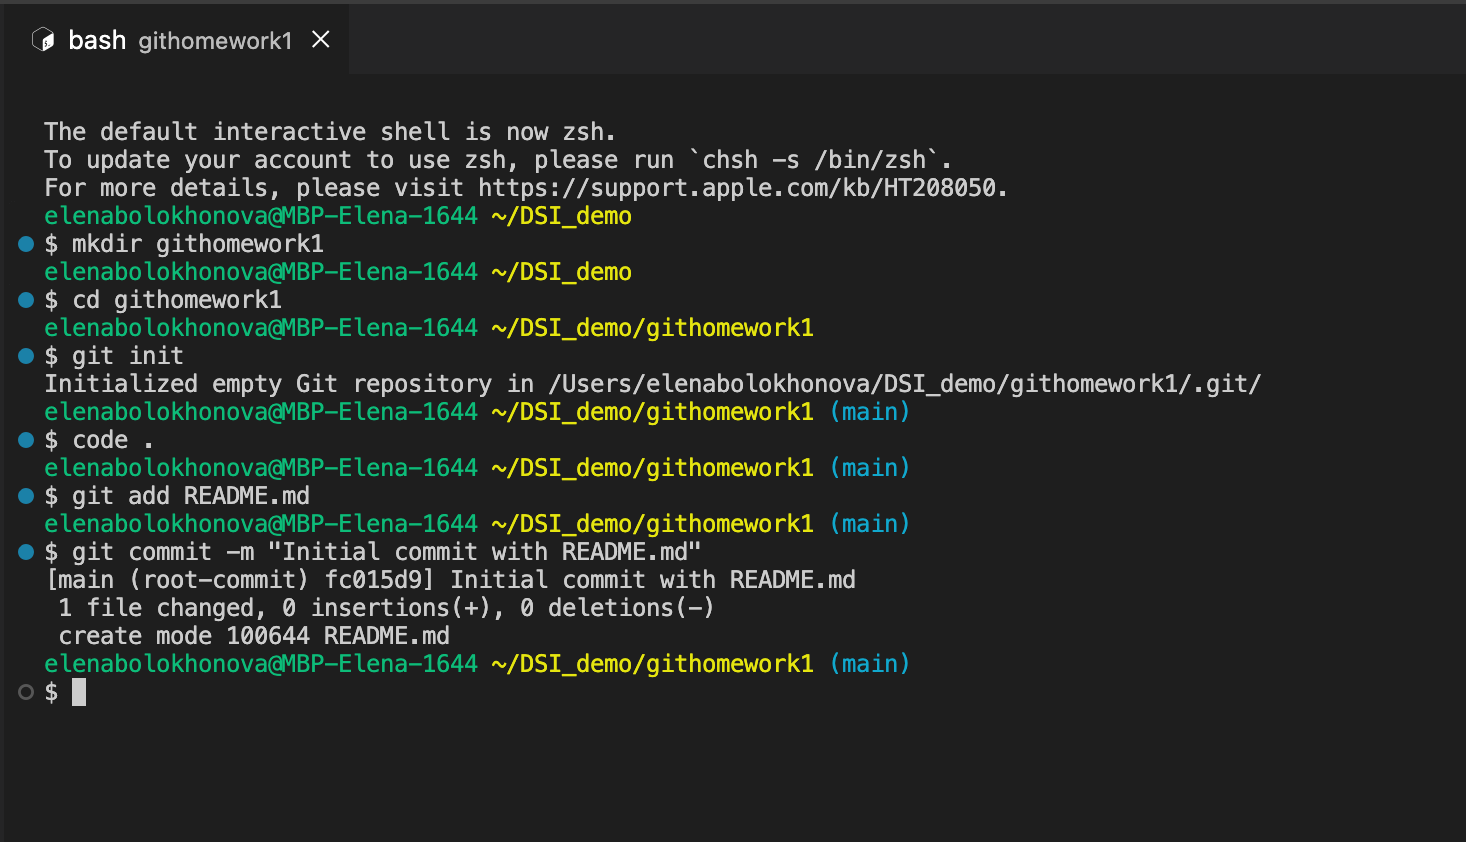 bash githomework1
The default interactive shell is now zsh.
To update your account to use zsh, please run `chsh -s /bin/zsh`.
For more details, please visit https://support.apple.com/kb/HT208050.
elenabolokhonova@MBP-Elena-1644 ~/DSI_demo
$ mkdir githomework1
elenabolokhonova@MBP-Elena-1644 ~/DSI_demo
$ cd githomework1
elenabolokhonova@MBP-Elena-1644 ~/DSI_demo/githomework1
$ git init
Initialized empty Git repository in /Users/elenabolokhonova/DSI_demo/githomework1/.git/
elenabolokhonova@MBP-Elena-1644 ~/DSI_demo/githomework1 (main)
$ code .
elenabolokhonova@MBP-Elena-1644 ~/DSI_demo/githomework1 (main)
$ git add README.md
elenabolokhonova@MBP-Elena-1644 ~/DSI_demo/githomework1 (main)
$ git commit -m "Initial commit with README.md"
[main (root-commit) fc015d9] Initial commit with README.md
 1 file changed, 0 insertions(+), 0 deletions(-)
 create mode 100644 README.md
elenabolokhonova@MBP-Elena-1644 ~/DSI_demo/githomework1 (main)
$